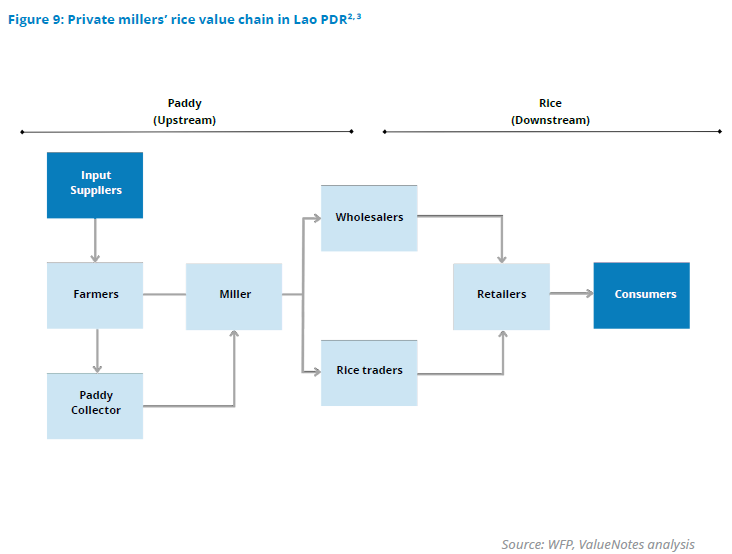 Figure 9: Private millers’ rice value chain in Lao PDR2, 3
Paddy
(Upstream)
Rice
(Downstream)
Input
Suppliers
Wholesalers
Farmers
Miller
Retailers
Consumers
Rice traders
Paddy
Collector
Source: WFP, ValueNotes analysis